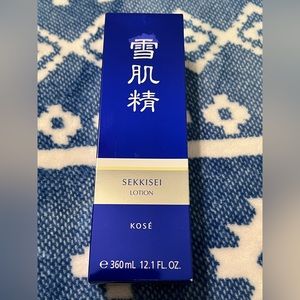 雪
肌
精
SEKKISEI
LOTION
KOSÉ
℮ 360mL 12.1 FL. OZ.